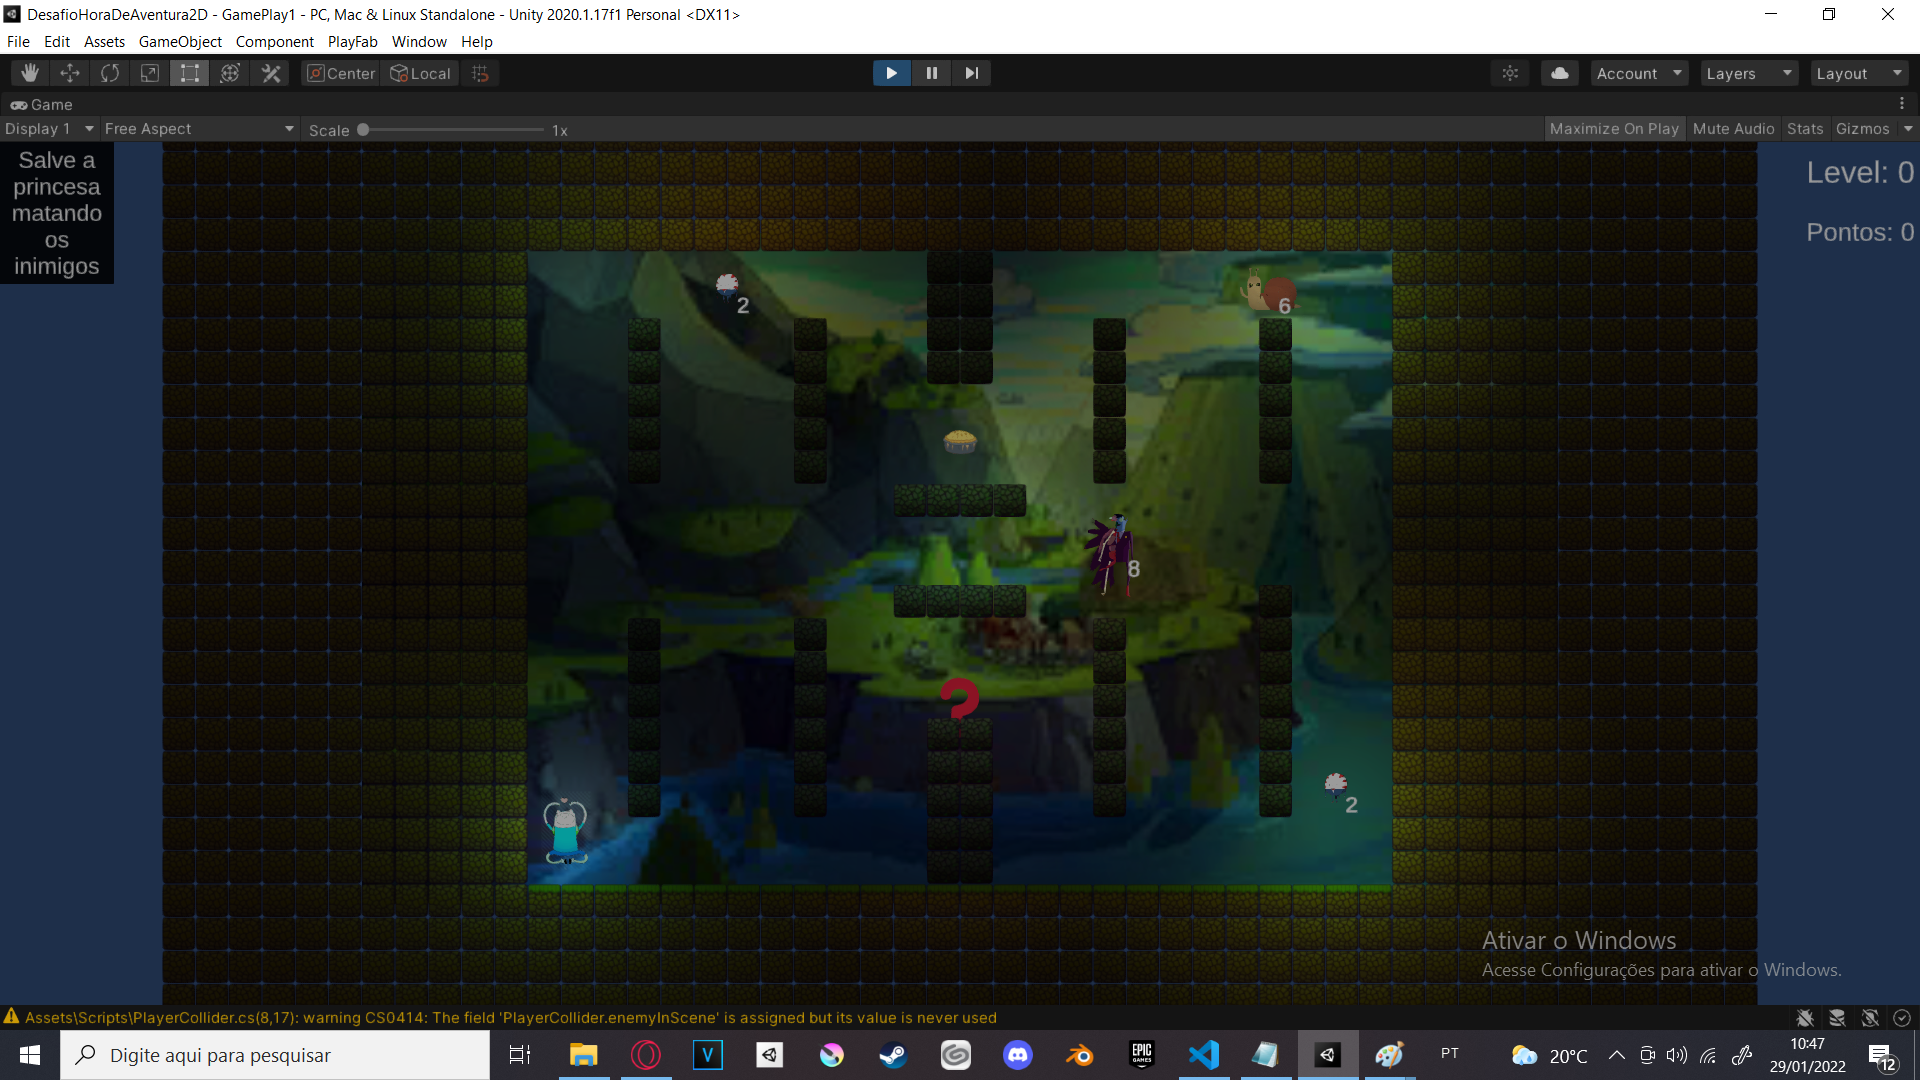 DesafioHoraDeAventura2D - GamePlay1 - PC, Mac & Linux Standalone - Unity 2020.1.17f1 Personal <DX11>
File Edit Assets GameObject Component PlayFab Window Help
Center Local Account Layers Layout
Game
Display 1 Free Aspect Scale 1x Maximize On Play Mute Audio Stats Gizmos
Salve a
princesa
matando
os
inimigos
Level: 0
Pontos: 0
2
6
8
?
2
Ativar o Windows
Acesse Configurações para ativar o Windows.
Assets\Scripts\PlayerCollider.cs(8,17): warning CS0414: The field 'PlayerCollider.enemyInScene' is assigned but its value is never used
Digite aqui para pesquisar
V
EPIC
GAMES
PT
20°C
10:47
29/01/2022
12